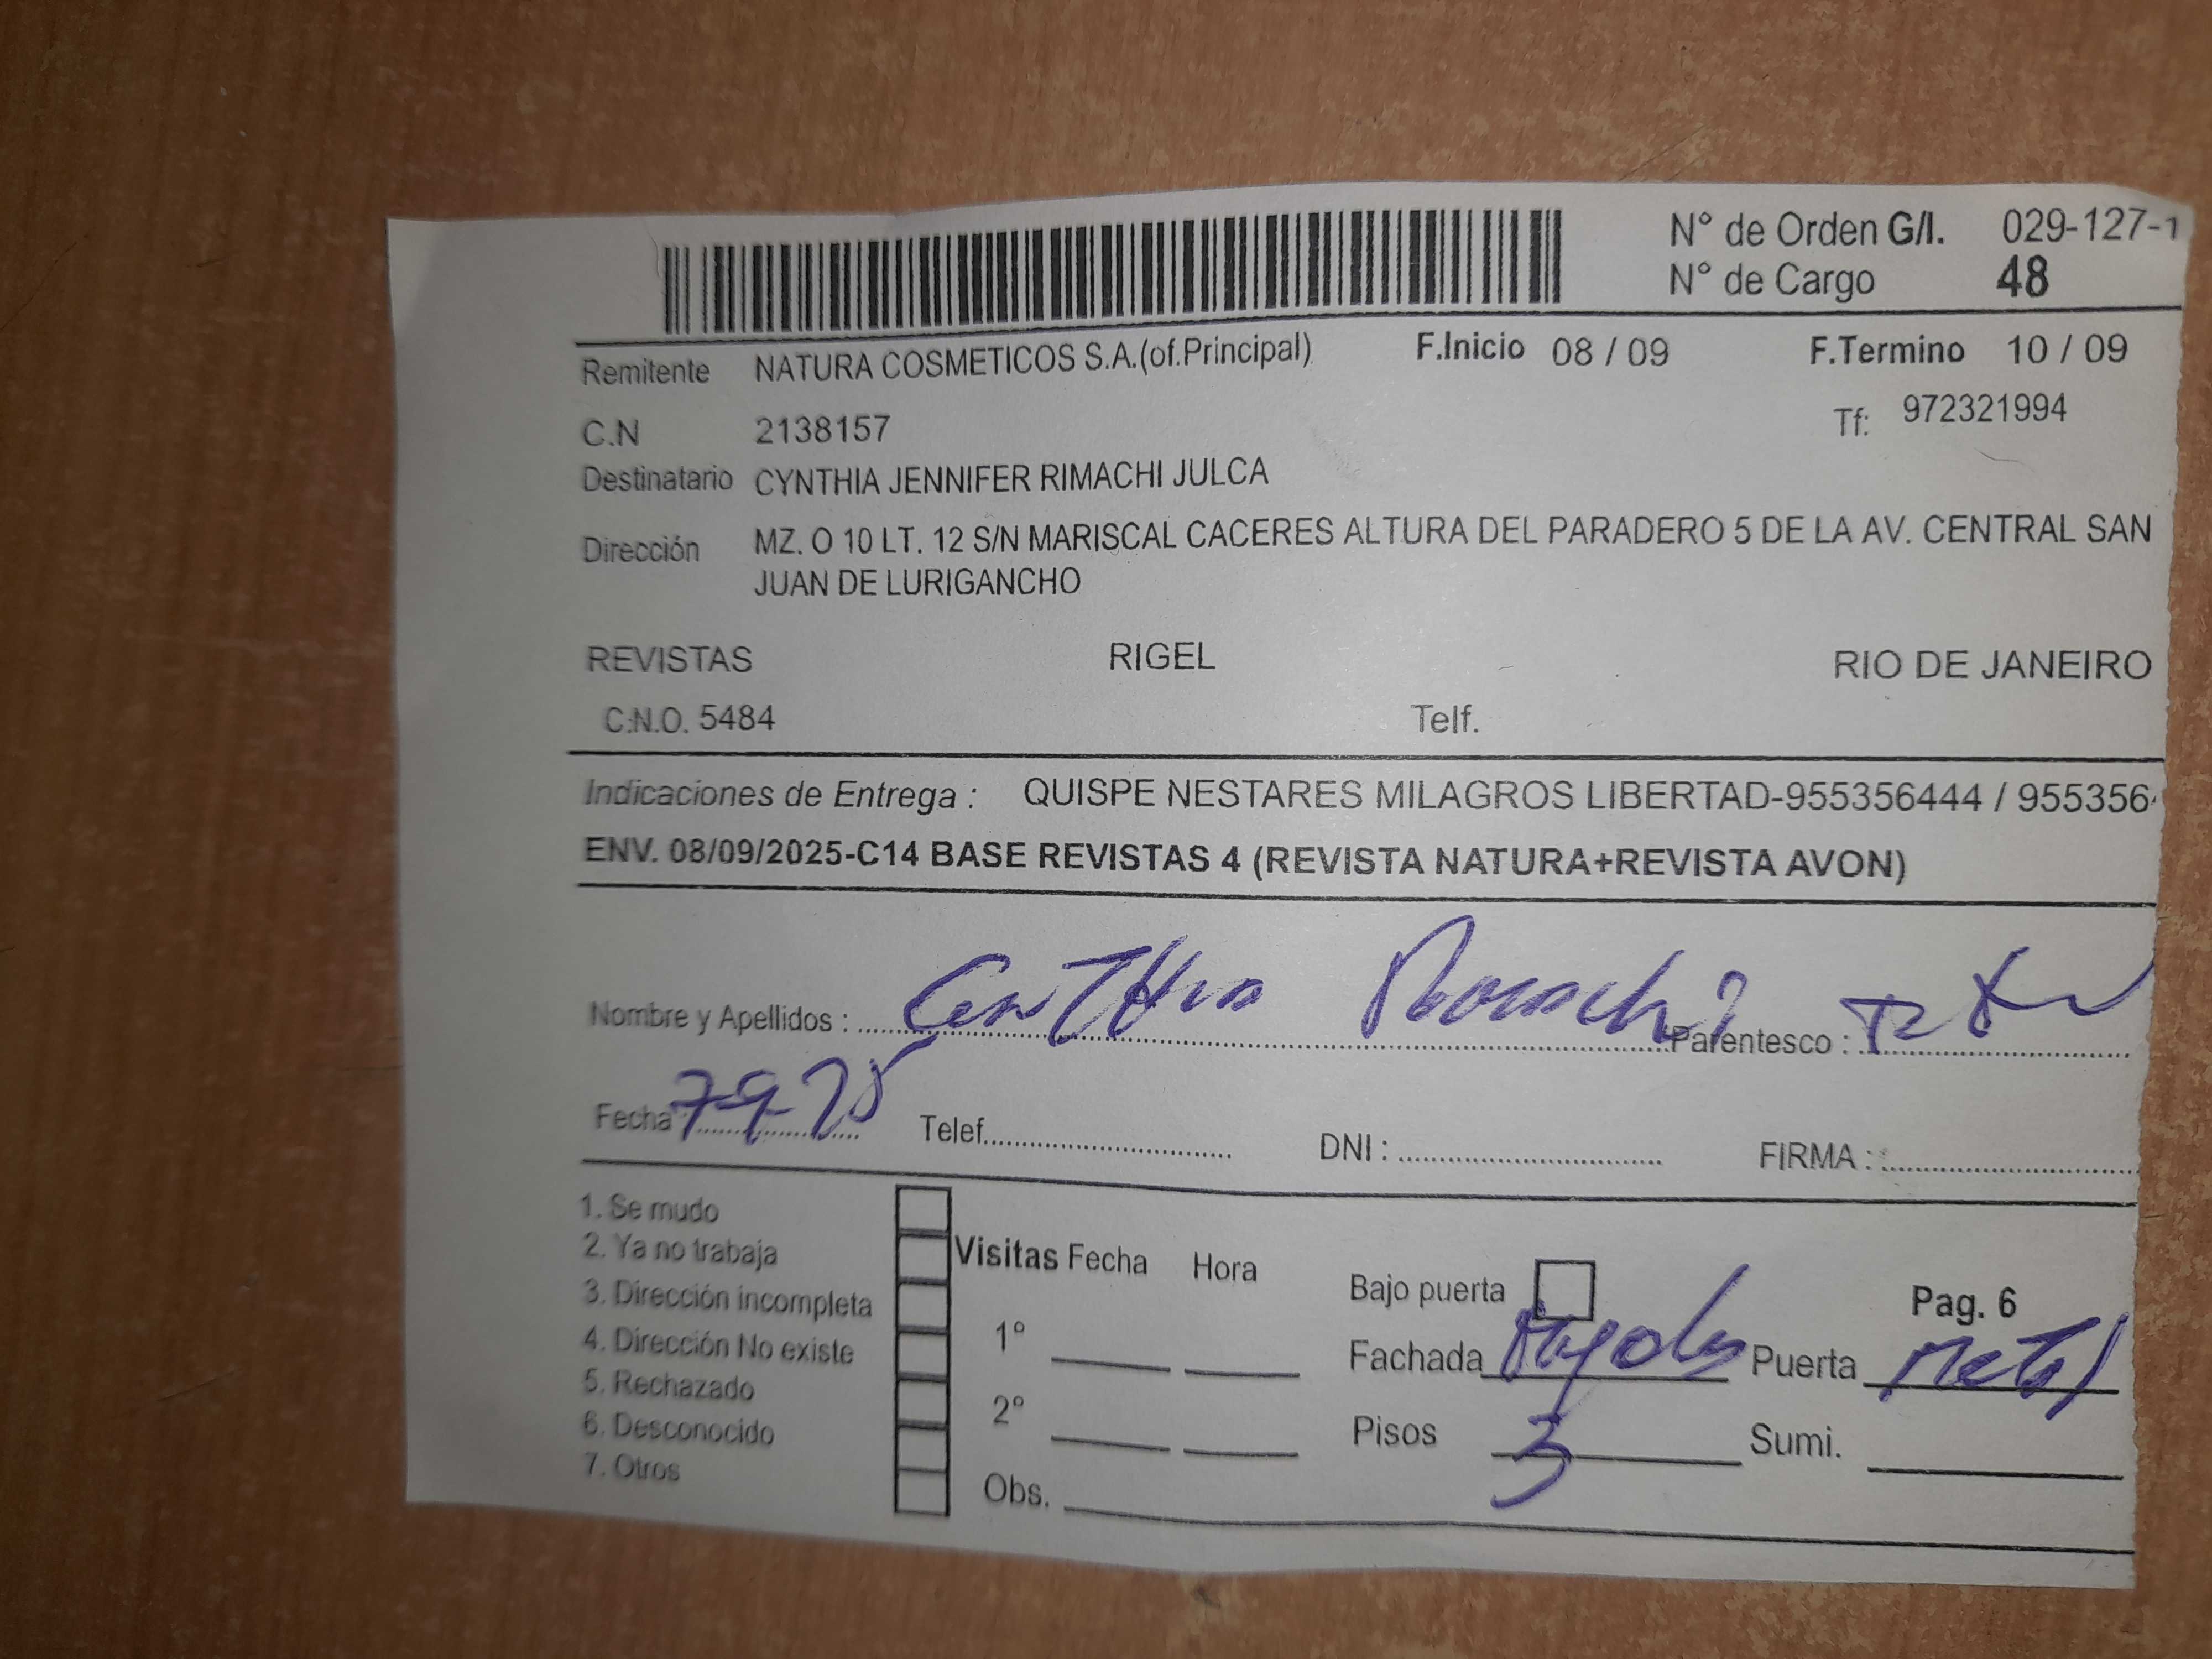 N° de Orden G/I. 029-127-1
N° de Cargo 48
Remitente NATURA COSMETICOS S.A.(of.Principal) F.Inicio 08 / 09 F.Termino 10 / 09
C.N 2138157 Tf: 972321994
Destinatario CYNTHIA JENNIFER RIMACHI JULCA
Dirección MZ. O 10 LT. 12 S/N MARISCAL CACERES ALTURA DEL PARADERO 5 DE LA AV. CENTRAL SAN
JUAN DE LURIGANCHO
REVISTAS RIGEL RIO DE JANEIRO
C.N.O. 5484 Telf.
Indicaciones de Entrega : QUISPE NESTARES MILAGROS LIBERTAD-955356444 / 955356
ENV. 08/09/2025-C14 BASE REVISTAS 4 (REVISTA NATURA+REVISTA AVON)
Nombre y Apellidos : Parentesco :
Fecha Telef. DNI : FIRMA :
1. Se mudo
2. Ya no trabaja
3. Dirección incompleta
4. Dirección No existe
5. Rechazado
6. Desconocido
7. Otros
Visitas Fecha Hora
1°
2°
Obs.
Bajo puerta Pag. 6
Fachada Puerta Metal
Pisos 3 Sumi.